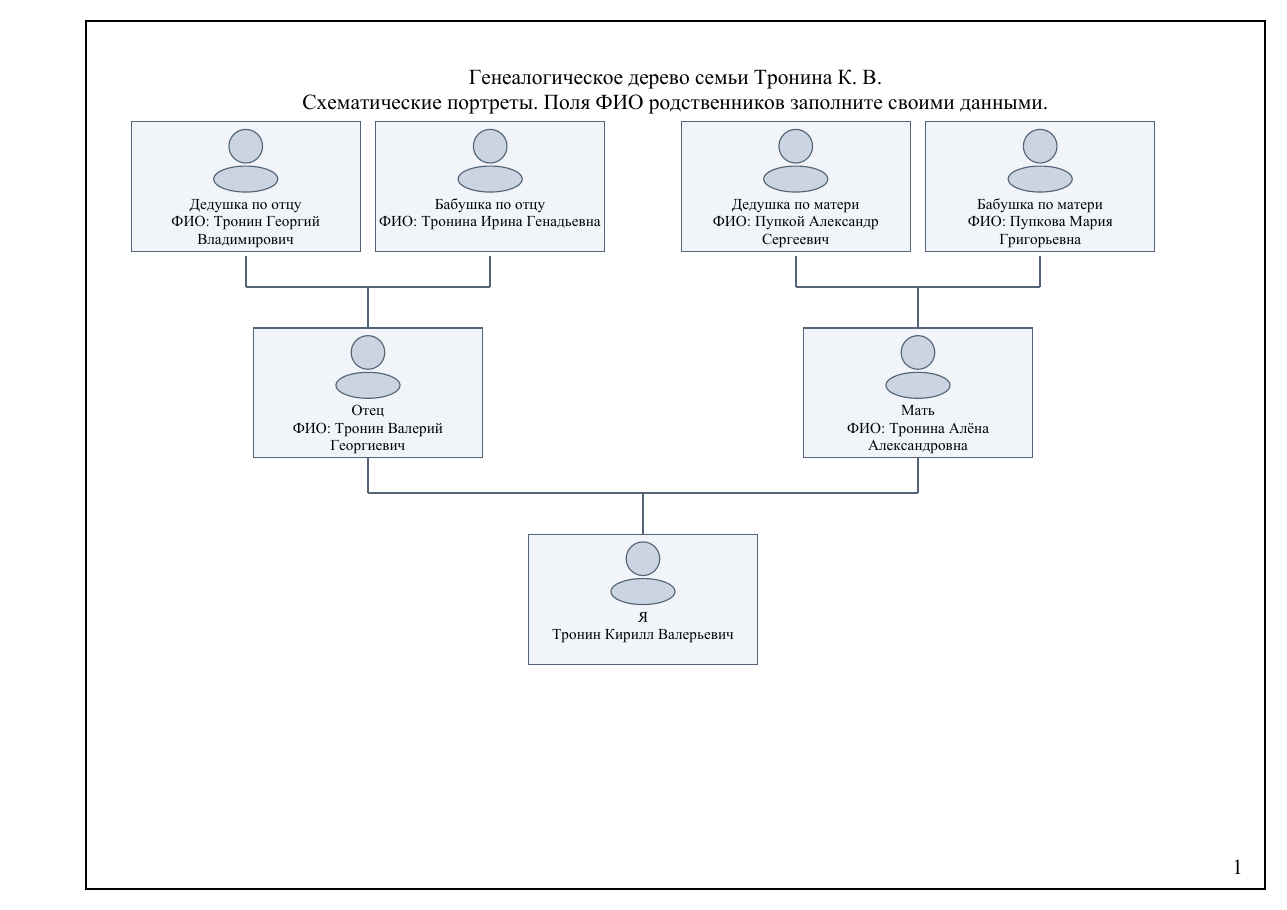 Генеалогическое дерево семьи Тронина К. В.
Схематические портреты. Поля ФИО родственников заполните своими данными.
Дедушка по отцу
ФИО: Тронин Георгий
Владимирович
Бабушка по отцу
ФИО: Тронина Ирина Генадьевна
Дедушка по матери
ФИО: Пупкой Александр
Сергеевич
Бабушка по матери
ФИО: Пупкова Мария
Григорьевна
Отец
ФИО: Тронин Валерий
Георгиевич
Мать
ФИО: Тронина Алёна
Александровна
Я
Тронин Кирилл Валерьевич
1